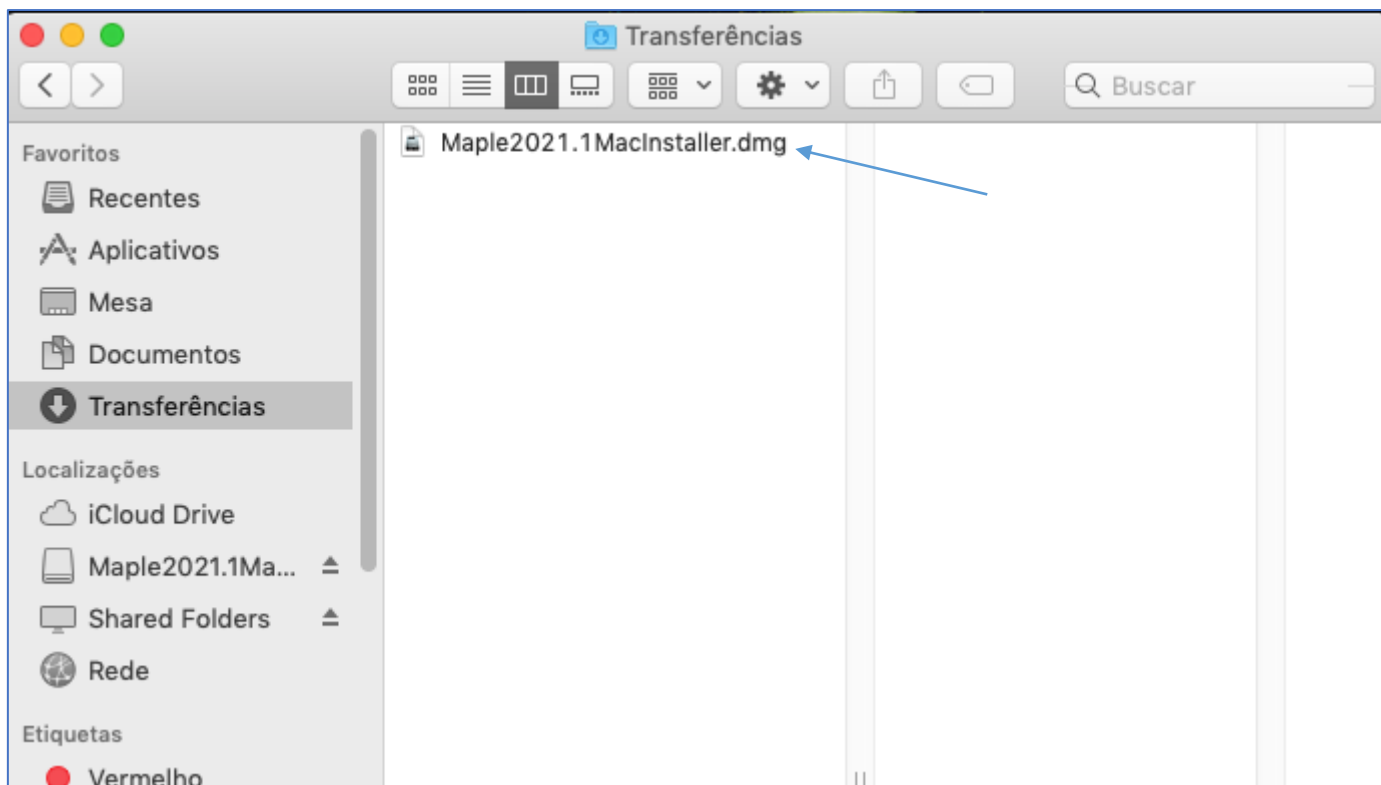 Transferências
Buscar
Favoritos
Recentes
Aplicativos
Mesa
Documentos
Transferências
Localizações
iCloud Drive
Maple2021.1Ma...
Shared Folders
Rede
Etiquetas
Vermelho
Maple2021.1MacInstaller.dmg